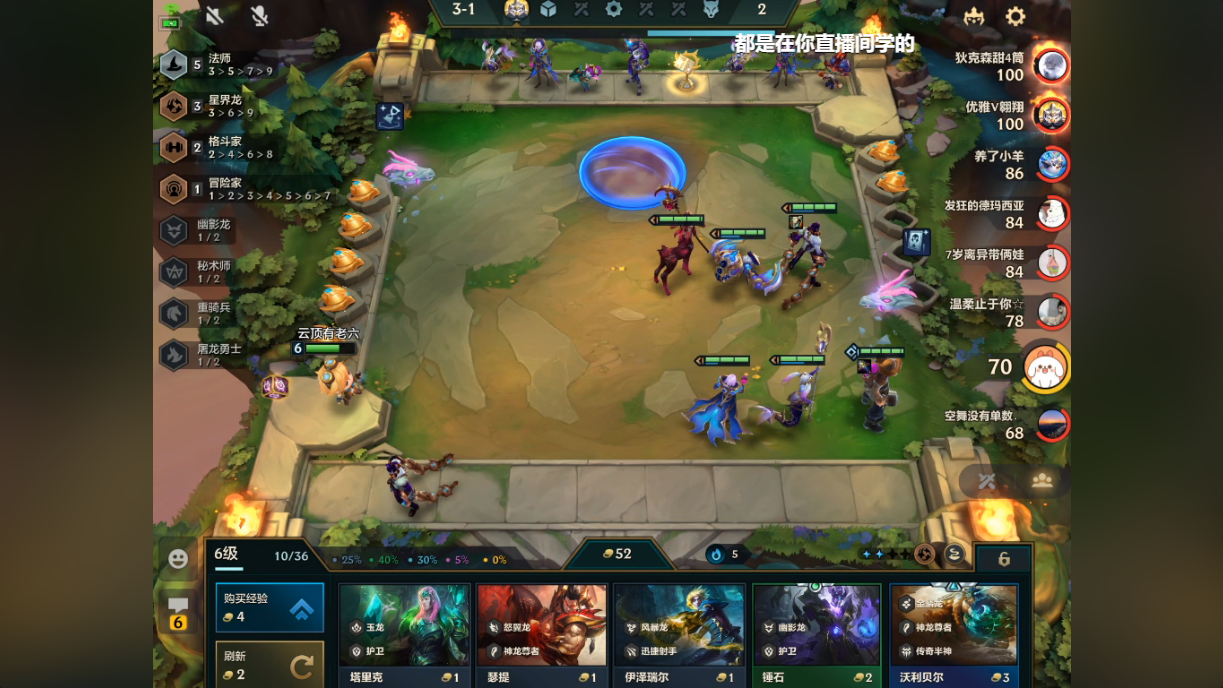 3-1
2
都是在你直播间学的
5 法师
3 > 5 > 7 > 9
3 星界龙
3 > 6 > 9
2 格斗家
2 > 4 > 6 > 8
1 冒险家
1 > 2 > 3 > 4 > 5 > 6 > 7
幽影龙
1 / 2
秘术师
1 / 2
重骑兵
1 / 2
屠龙勇士
1 / 2
云顶有老六
6
狄克森甜4筒
100
优雅V翱翔
100
养了小羊
86
发狂的德玛西亚
84
7岁离异带俩娃
84
温柔止于你☆
78
70
空舞没有单数.
68
6级
10/36
25% 40% 30% 5% 0%
52
5
6
购买经验
4
刷新
2
6
玉龙
护卫
塔里克 1
怒翼龙
神龙尊者
瑟提 1
风暴龙
迅捷射手
伊泽瑞尔 1
幽影龙
护卫
锤石 2
神龙尊者
传奇半神
沃利贝尔 3